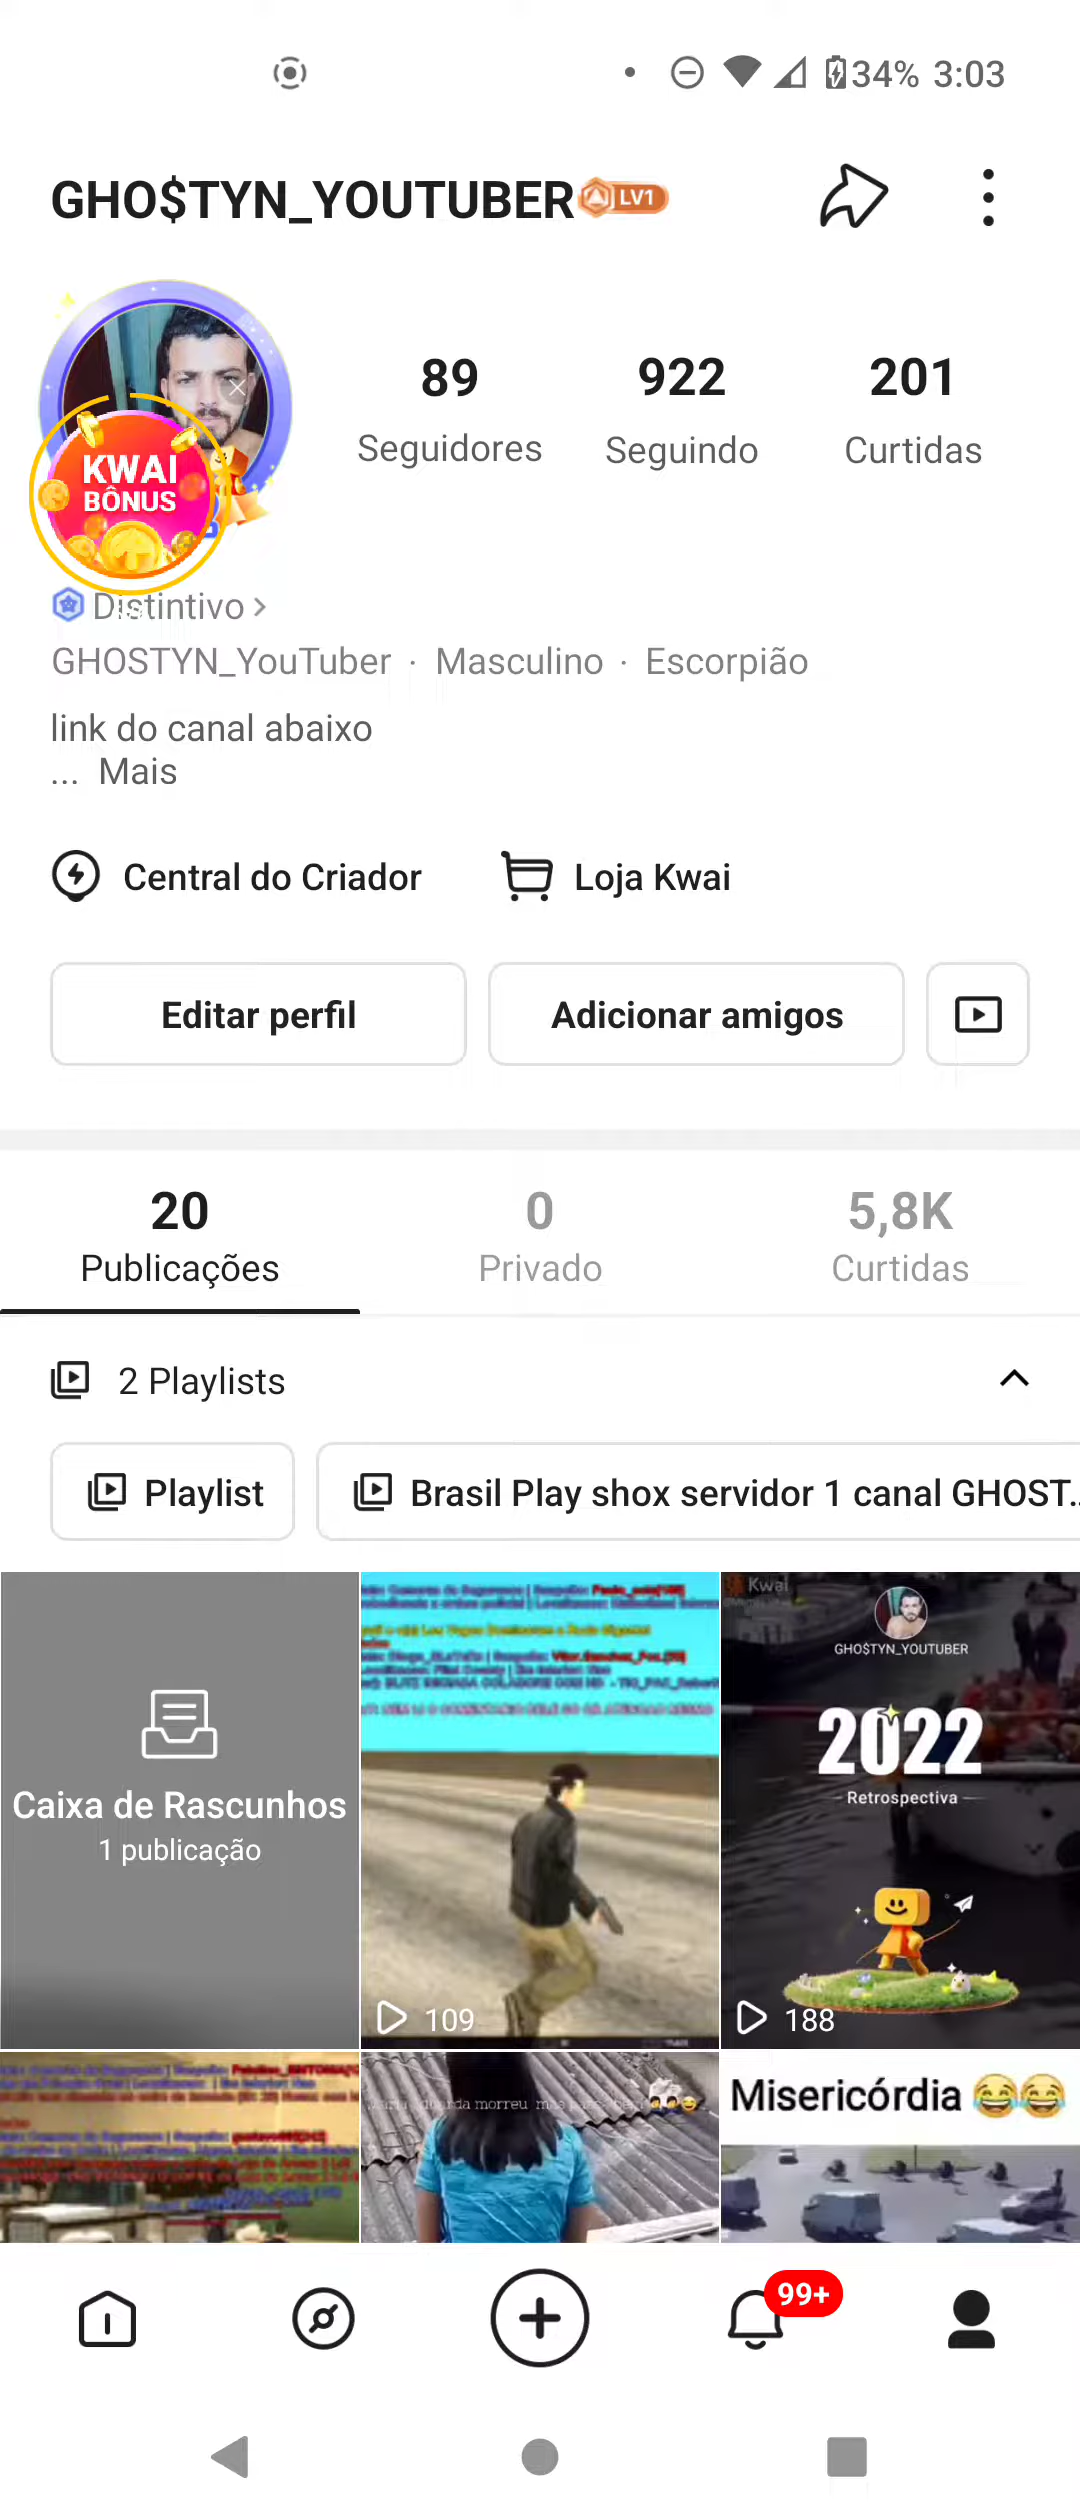 34% 3:03
GHO$TYN_YOUTUBER LV1
89 922 201
Seguidores Seguindo Curtidas
KWAI
BÔNUS
Distintivo
GHOSTYN_YouTuber · Masculino · Escorpião
link do canal abaixo
... Mais
Central do Criador Loja Kwai
Editar perfil Adicionar amigos
20 0 5,8K
Publicações Privado Curtidas
2 Playlists
Playlist Brasil Play shox servidor 1 canal GHOST...
Kwai
GHO$TYN_YOUTUBER
2022
Retrospectiva
Caixa de Rascunhos
1 publicação
109 188
morreu
Misericórdia 😂😂
99+